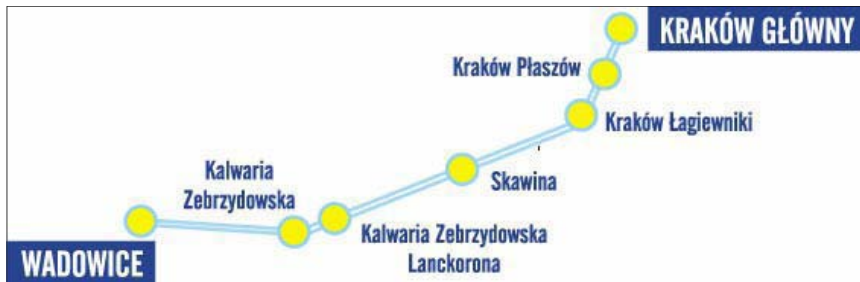 KRAKÓW GŁÓWNY
Kraków Płaszów
Kraków Łagiewniki
Kalwaria
Zebrzydowska
Skawina
Kalwaria Zebrzydowska
Lanckorona
WADOWICE